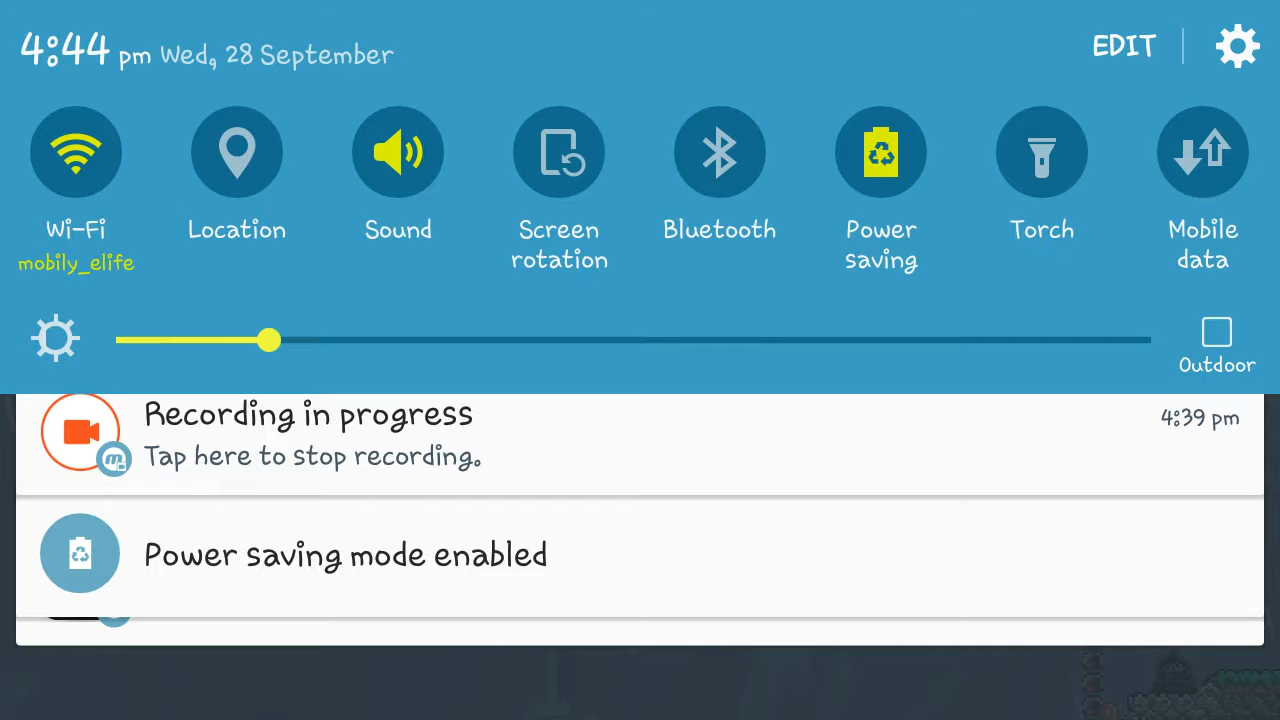 4:44 pm Wed, 28 September
EDIT
Wi-Fi
mobily_elife
Location
Sound
Screen
rotation
Bluetooth
Power
saving
Torch
Mobile
data
Outdoor
Recording in progress
4:39 pm
Tap here to stop recording.
Power saving mode enabled